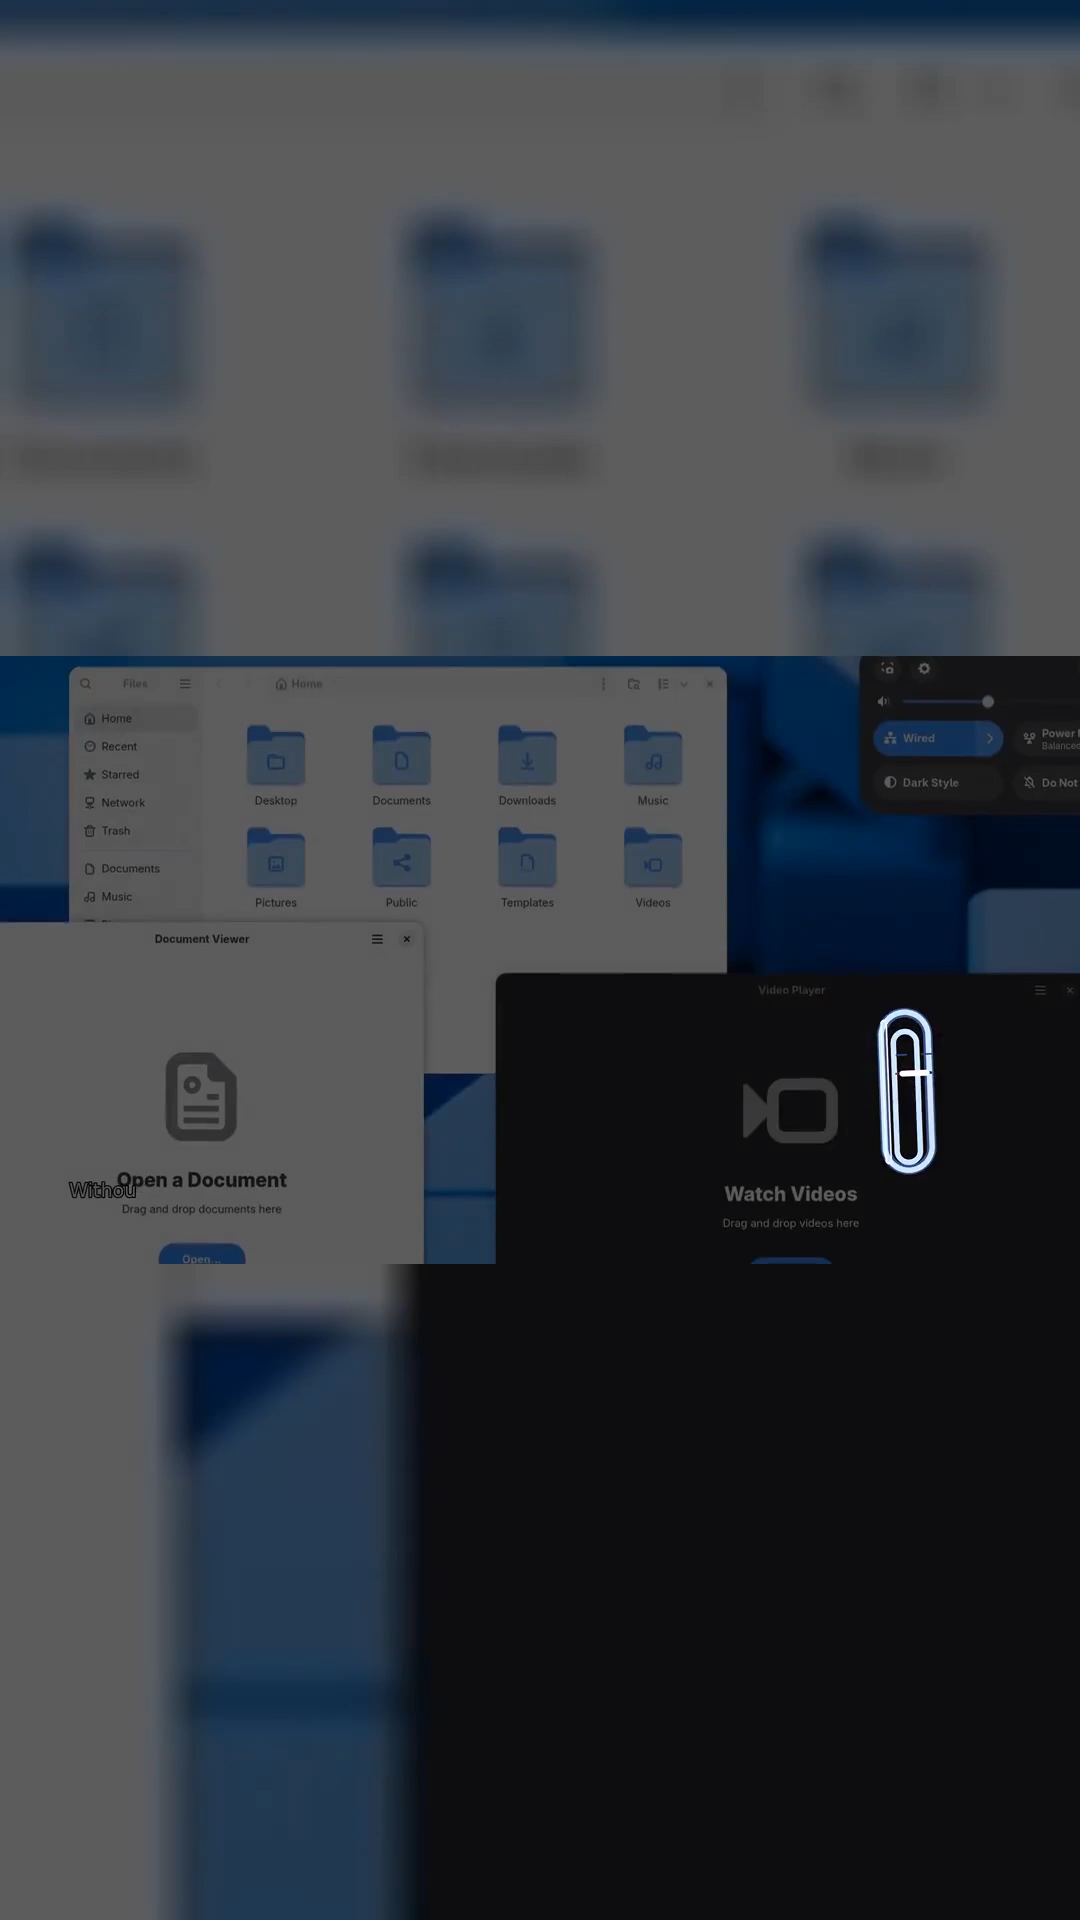 Files
Home
Home
Recent
Starred
Network
Trash
Documents
Music
Desktop
Documents
Downloads
Music
Pictures
Public
Templates
Videos
Wired
Power
Balanced
Dark Style
Do Not
Document Viewer
Open a Document
Withou
Drag and drop documents here
Open...
Video Player
Watch Videos
Drag and drop videos here